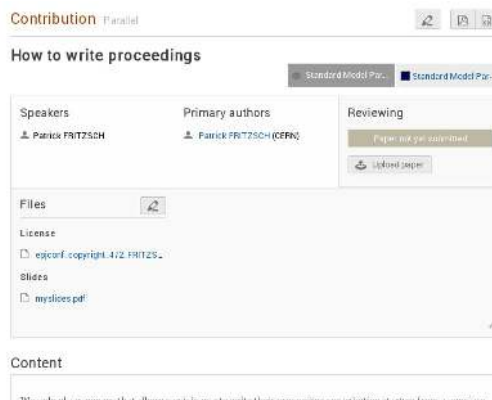 Contribution Parallel
How to write proceedings
Standard Model Par... Standard Model Par...
Speakers
Patrick FRITZSCH
Primary authors
Patrick FRITZSCH (CERN)
Reviewing
Paper not yet submitted
Upload paper
Files
License
epjconf_copyright_472_FRITZS...
Slides
myslides.pdf
Content